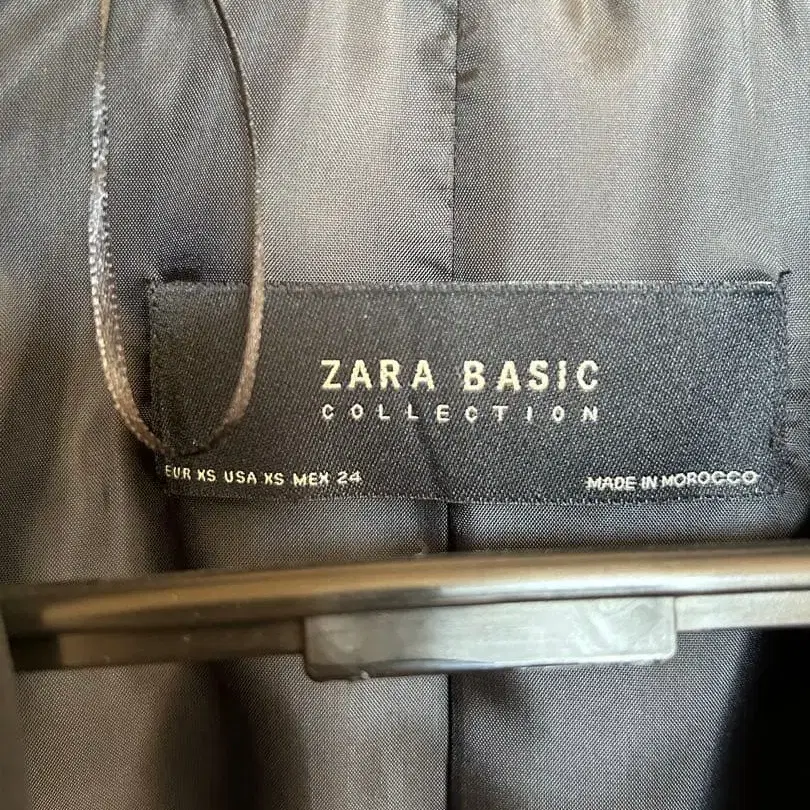 ZARA BASIC
COLLECTION
EUR XS USA XS MEX 24
MADE IN MOROCCO